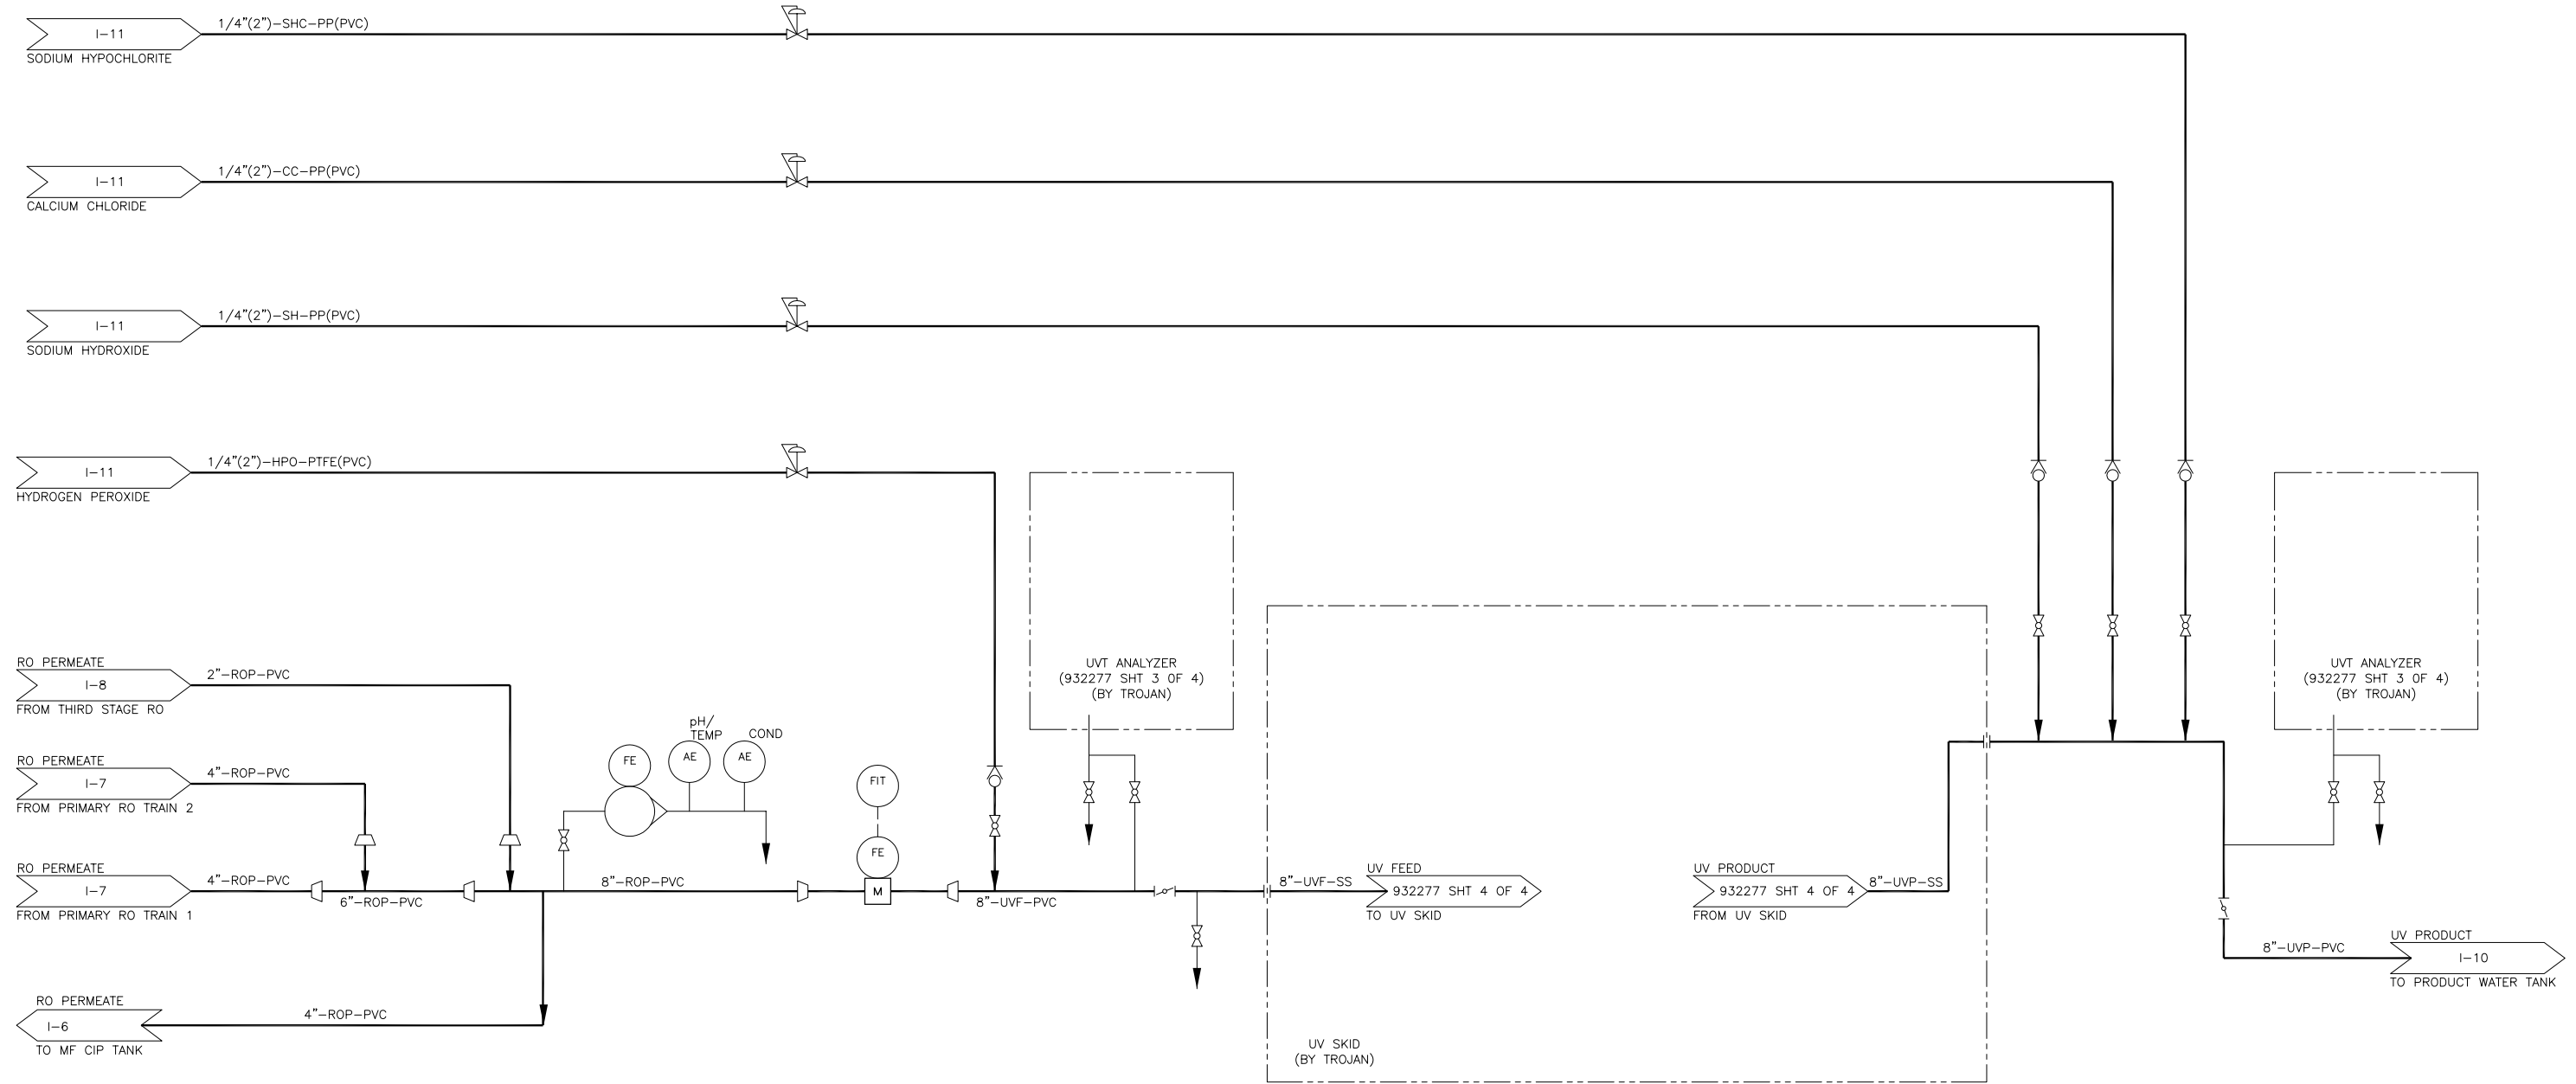 1/4"(2")-SHC-PP(PVC)
I-11
SODIUM HYPOCHLORITE
1/4"(2")-CC-PP(PVC)
I-11
CALCIUM CHLORIDE
1/4"(2")-SH-PP(PVC)
I-11
SODIUM HYDROXIDE
1/4"(2")-HPO-PTFE(PVC)
I-11
HYDROGEN PEROXIDE
RO PERMEATE
2"-ROP-PVC
I-8
FROM THIRD STAGE RO
RO PERMEATE
4"-ROP-PVC
I-7
FROM PRIMARY RO TRAIN 2
RO PERMEATE
4"-ROP-PVC
I-7
FROM PRIMARY RO TRAIN 1
6"-ROP-PVC
RO PERMEATE
I-6
4"-ROP-PVC
TO MF CIP TANK
FE
pH/
TEMP
AE
COND
AE
8"-ROP-PVC
FIT
FE
M
8"-UVF-PVC
UVT ANALYZER
(932277 SHT 3 OF 4)
(BY TROJAN)
8"-UVF-SS
UV FEED
932277 SHT 4 OF 4
TO UV SKID
UV SKID
(BY TROJAN)
UV PRODUCT
932277 SHT 4 OF 4
FROM UV SKID
8"-UVP-SS
UVT ANALYZER
(932277 SHT 3 OF 4)
(BY TROJAN)
8"-UVP-PVC
UV PRODUCT
I-10
TO PRODUCT WATER TANK